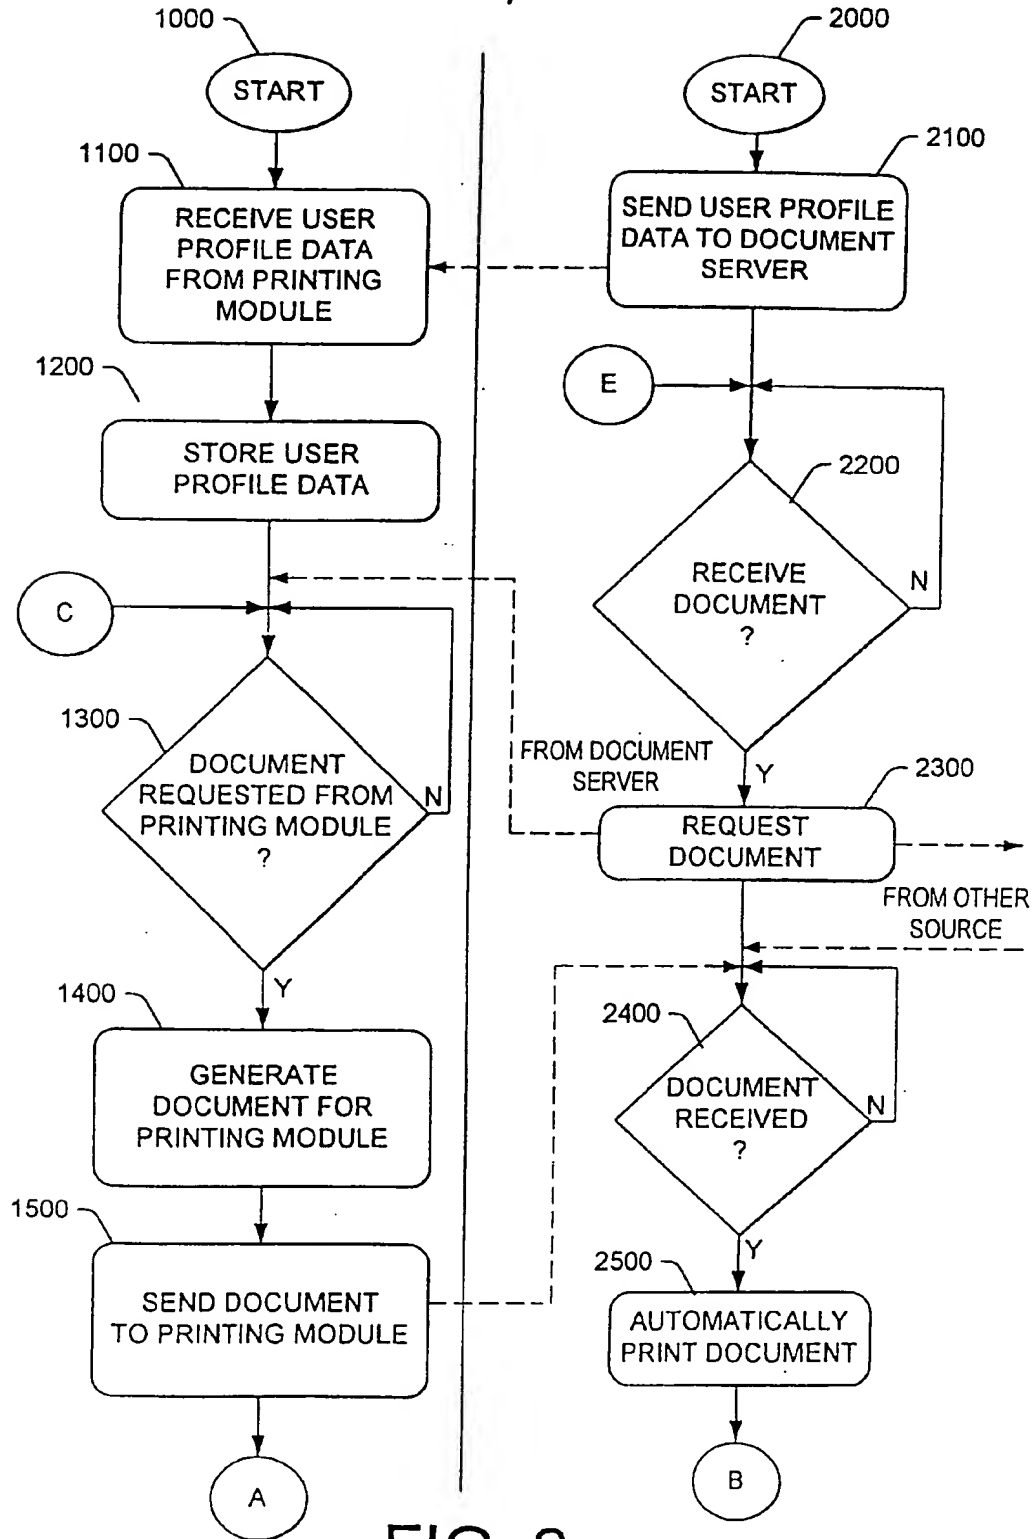 1000
START
1100
RECEIVE USER
PROFILE DATA
FROM PRINTING
MODULE
1200
STORE USER
PROFILE DATA
C
1300
DOCUMENT
REQUESTED FROM
PRINTING MODULE
?
N
Y
1400
GENERATE
DOCUMENT FOR
PRINTING MODULE
1500
SEND DOCUMENT
TO PRINTING MODULE
A
2000
START
2100
SEND USER PROFILE
DATA TO DOCUMENT
SERVER
E
2200
RECEIVE
DOCUMENT
?
N
Y
FROM DOCUMENT
SERVER
2300
REQUEST
DOCUMENT
FROM OTHER
SOURCE
2400
DOCUMENT
RECEIVED
?
N
Y
2500
AUTOMATICALLY
PRINT DOCUMENT
B